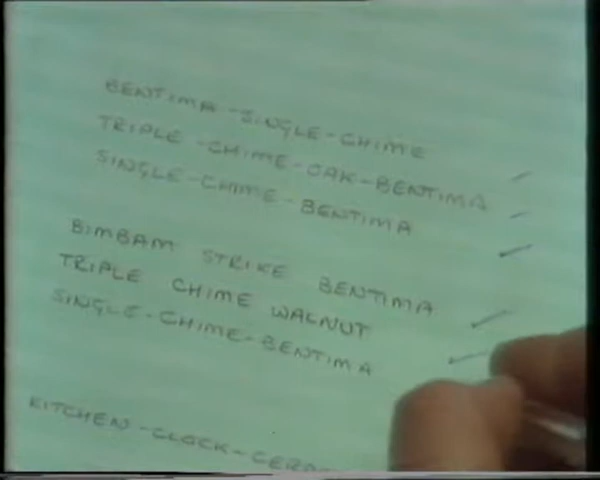 BENTIMA - SINGLE - CHIME
TRIPLE - CHIME - OAK - BENTIMA
SINGLE - CHIME - BENTIMA
BIMBAM STRIKE BENTIMA
TRIPLE CHIME WALNUT
SINGLE - CHIME - BENTIMA
KITCHEN - CLOCK -